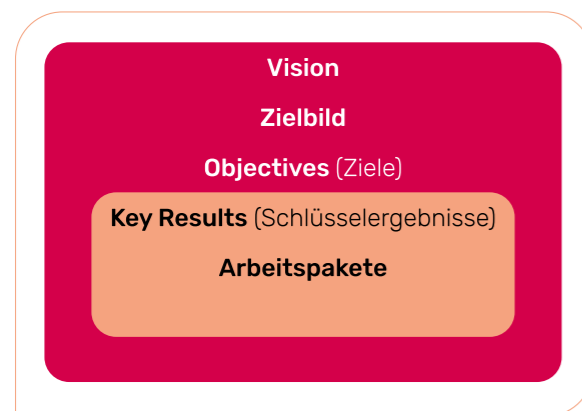 Vision
Zielbild
Objectives (Ziele)
Key Results (Schlüsselergebnisse)
Arbeitspakete